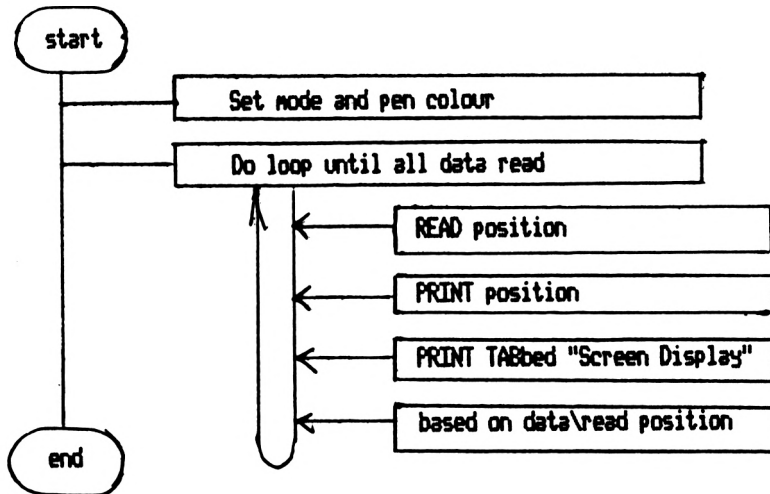 start
Set mode and pen colour
Do loop until all data read
READ position
PRINT position
PRINT TABbed "Screen Display"
based on data\read position
end